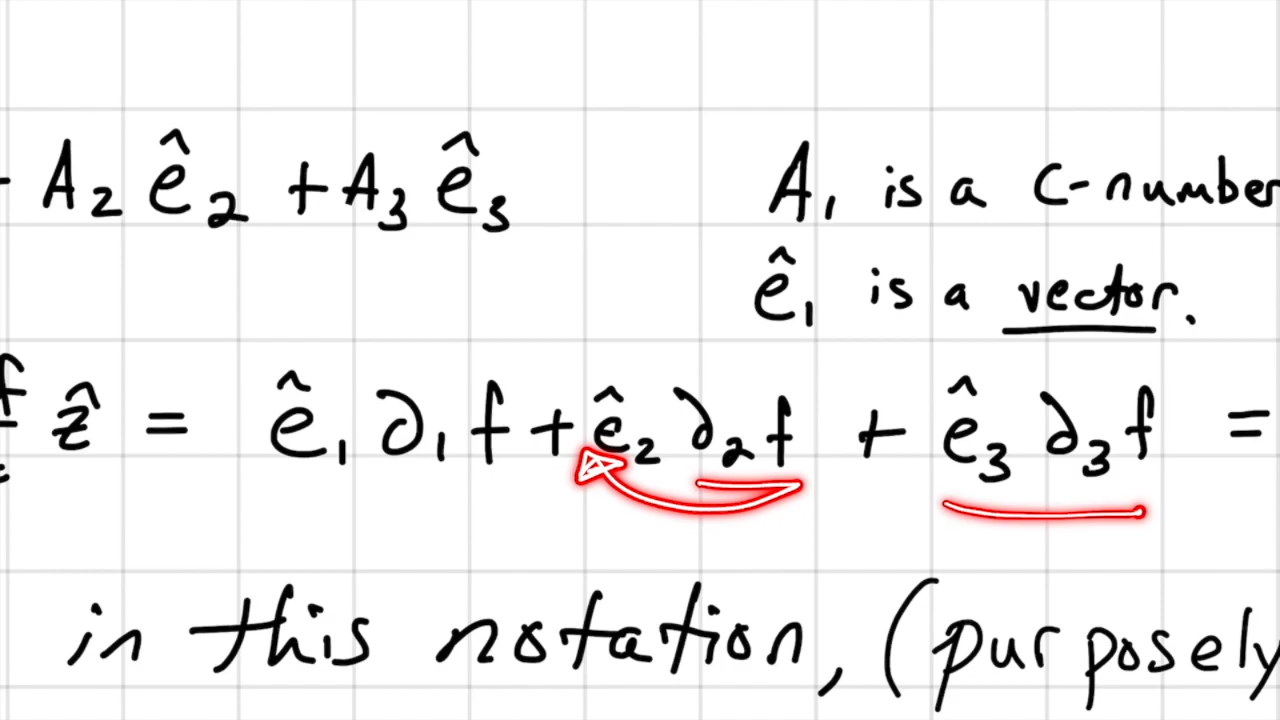 A₂ ê₂ + A₃ ê₃
A₁ is a c-number
ê₁ is a vector.
f ẑ = ê₁ ∂₁ f + ê₂ ∂₂ f + ê₃ ∂₃ f =
in this notation, (purposely